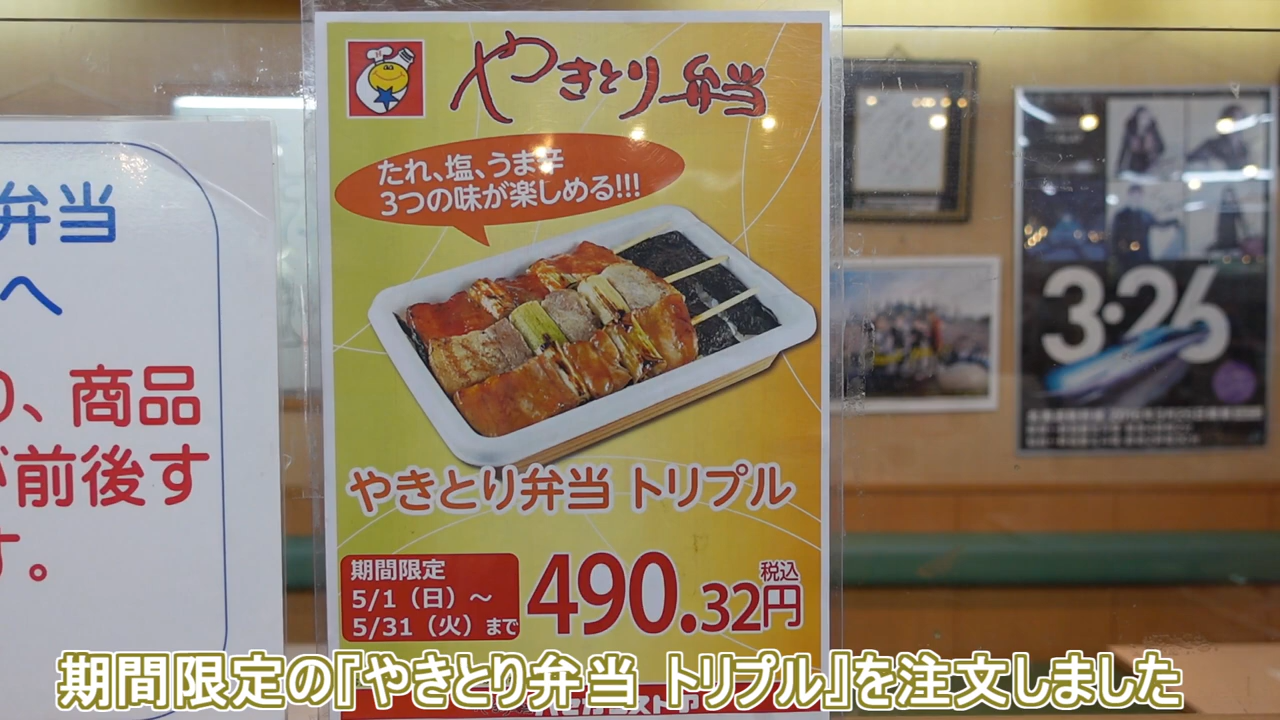 弁当
へ
り、商品
が前後す
す。
やきとり弁当
たれ、塩、うま辛
3つの味が楽しめる!!!
やきとり弁当 トリプル
期間限定
5/1（日）～
5/31（火）まで
490.32円
税込
3・26
期間限定の『やきとり弁当 トリプル』を注文しました